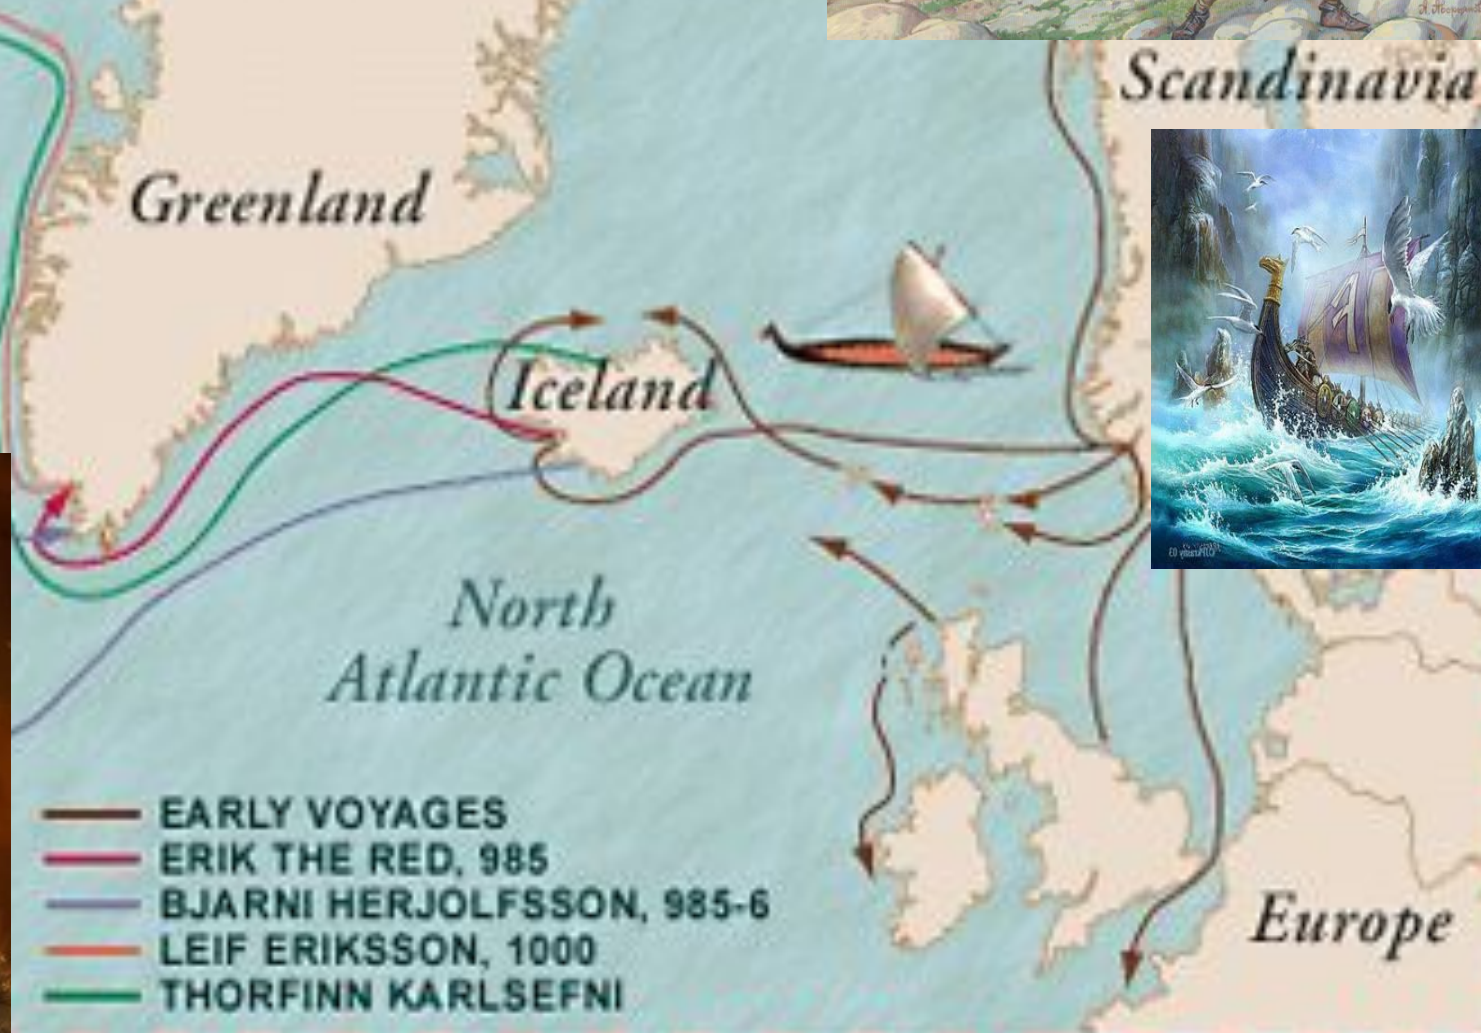 Scandinavia
Greenland
Iceland
North
Atlantic Ocean
EARLY VOYAGES
ERIK THE RED, 985
BJARNI HERJOLFSSON, 985-6
LEIF ERIKSSON, 1000
THORFINN KARLSEFNI
Europe